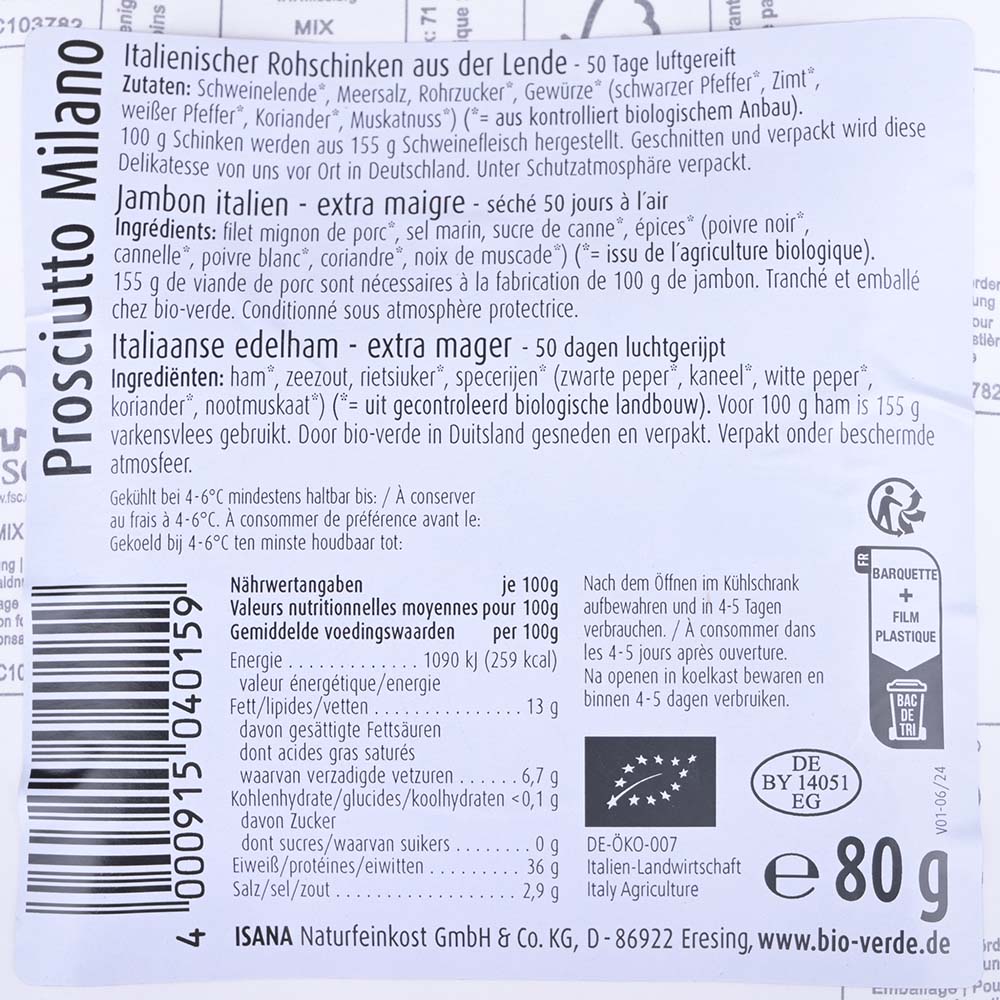 C103782
MIX
Prosciutto Milano
Italienischer Rohschinken aus der Lende - 50 Tage luftgereift
Zutaten: Schweinelende*, Meersalz, Rohrzucker*, Gewürze* (schwarzer Pfeffer*, Zimt*,
weißer Pfeffer*, Koriander*, Muskatnuss*) (*= aus kontrolliert biologischem Anbau).
100 g Schinken werden aus 155 g Schweinefleisch hergestellt. Geschnitten und verpackt wird diese
Delikatesse von uns vor Ort in Deutschland. Unter Schutzatmosphäre verpackt.
Jambon italien - extra maigre - séché 50 jours à l'air
Ingrédients: filet mignon de porc*, sel marin, sucre de canne*, épices* (poivre noir*,
cannelle*, poivre blanc*, coriandre*, noix de muscade*) (*= issu de l'agriculture biologique).
155 g de viande de porc sont nécessaires à la fabrication de 100 g de jambon. Tranché et emballé
chez bio-verde. Conditionné sous atmosphère protectrice.
Italiaanse edelham - extra mager - 50 dagen luchtgerijpt
Ingrediënten: ham*, zeezout, rietsuiker*, specerijen* (zwarte peper*, kaneel*, witte peper*,
koriander*, nootmuskaat*) (*= uit gecontroleerd biologische landbouw). Voor 100 g ham is 155 g
varkensvlees gebruikt. Door bio-verde in Duitsland gesneden en verpakt. Verpakt onder beschermde
atmosfeer.
Gekühlt bei 4-6°C mindestens haltbar bis: / À conserver
au frais à 4-6°C. À consommer de préférence avant le:
Gekoeld bij 4-6°C ten minste houdbaar tot:
Nährwertangaben je 100g
Valeurs nutritionnelles moyennes pour 100g
Gemiddelde voedingswaarden per 100g
Energie . . . . . . . . . . . . . 1090 kJ (259 kcal)
valeur énergétique/energie
Fett/lipides/vetten . . . . . . . . . . . . . . . 13 g
davon gesättigte Fettsäuren
dont acides gras saturés
waarvan verzadigde vetzuren . . . . . . 6,7 g
Kohlenhydrate/glucides/koolhydraten <0,1 g
davon Zucker
dont sucres/waarvan suikers . . . . . . . . 0 g
Eiweiß/protéines/eiwitten . . . . . . . . . . 36 g
Salz/sel/zout . . . . . . . . . . . . . . . . . . . 2,9 g
Nach dem Öffnen im Kühlschrank
aufbewahren und in 4-5 Tagen
verbrauchen. / À consommer dans
les 4-5 jours après ouverture.
Na openen in koelkast bewaren en
binnen 4-5 dagen verbruiken.
FR
BARQUETTE
+
FILM
PLASTIQUE
BAC
DE
TRI
DE-ÖKO-007
Italien-Landwirtschaft
Italy Agriculture
DE
BY 14051
EG
V01-06/24
e 80 g
4 000915 040159
ISANA Naturfeinkost GmbH & Co. KG, D - 86922 Eresing, www.bio-verde.de